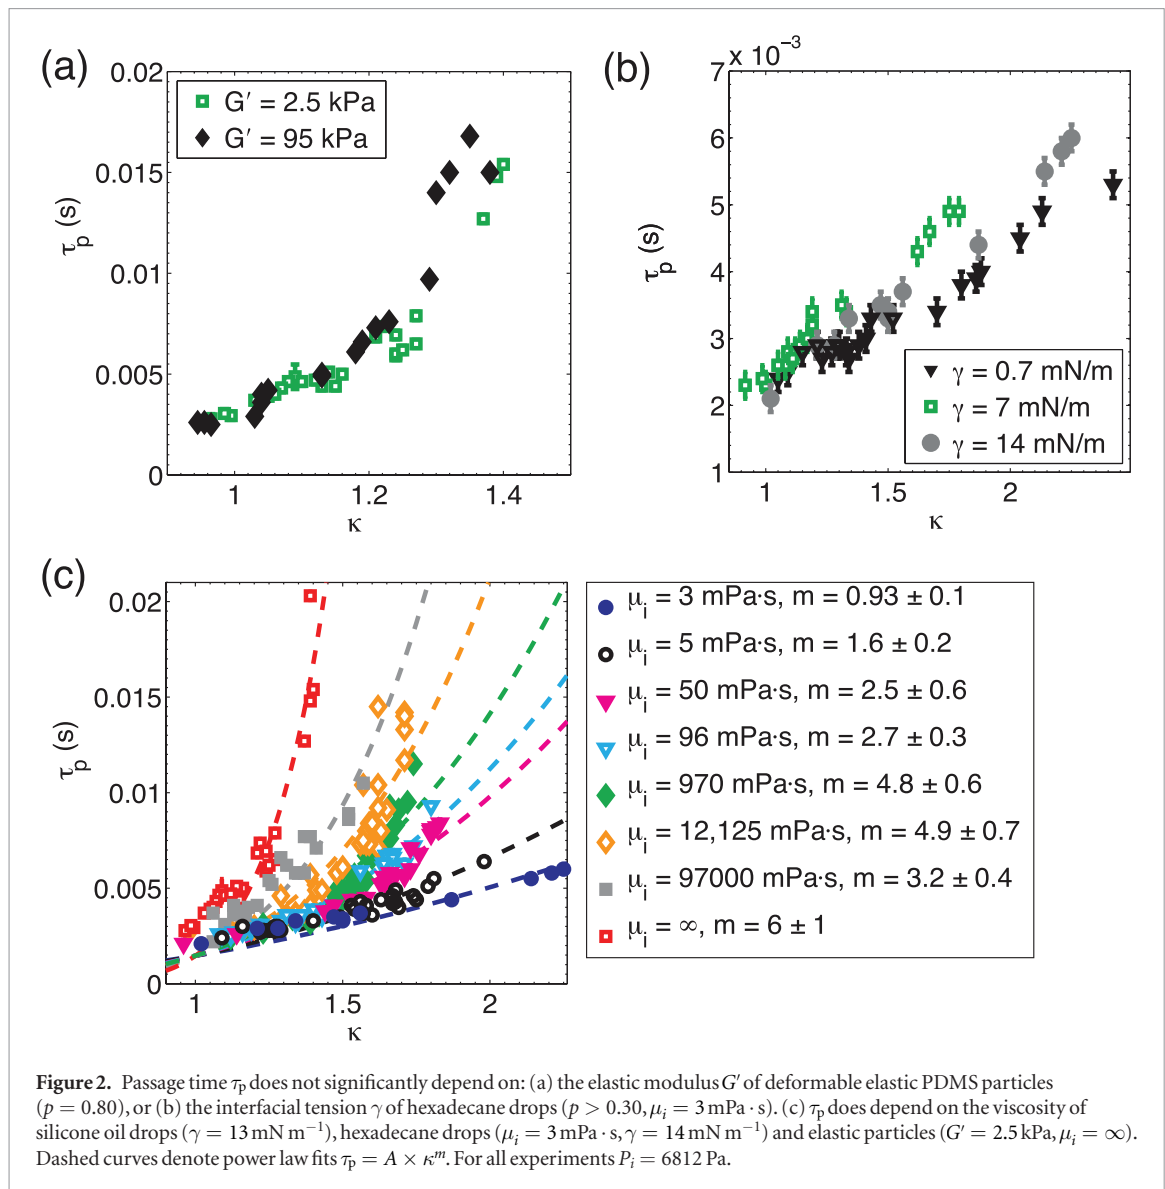 (a)
0.02
0.015
0.01
0.005
0
τp (s)
G′ = 2.5 kPa
G′ = 95 kPa
1
1.2
1.4
κ
(b)
7 x 10−3
6
5
4
3
2
1
τp (s)
γ = 0.7 mN/m
γ = 7 mN/m
γ = 14 mN/m
1
1.5
2
κ
(c)
0.02
0.015
0.01
0.005
0
τp (s)
1
1.5
2
κ
μi = 3 mPa·s, m = 0.93 ± 0.1
μi = 5 mPa·s, m = 1.6 ± 0.2
μi = 50 mPa·s, m = 2.5 ± 0.6
μi = 96 mPa·s, m = 2.7 ± 0.3
μi = 970 mPa·s, m = 4.8 ± 0.6
μi = 12,125 mPa·s, m = 4.9 ± 0.7
μi = 97000 mPa·s, m = 3.2 ± 0.4
μi = ∞, m = 6 ± 1
Figure 2. Passage time τp does not significantly depend on: (a) the elastic modulus G′ of deformable elastic PDMS particles
(p = 0.80), or (b) the interfacial tension γ of hexadecane drops (p > 0.30, μi = 3 mPa · s). (c) τp does depend on the viscosity of
silicone oil drops (γ = 13 mN m−1), hexadecane drops (μi = 3 mPa · s, γ = 14 mN m−1) and elastic particles (G′ = 2.5 kPa, μi = ∞).
Dashed curves denote power law fits τp = A × κm. For all experiments Pi = 6812 Pa.